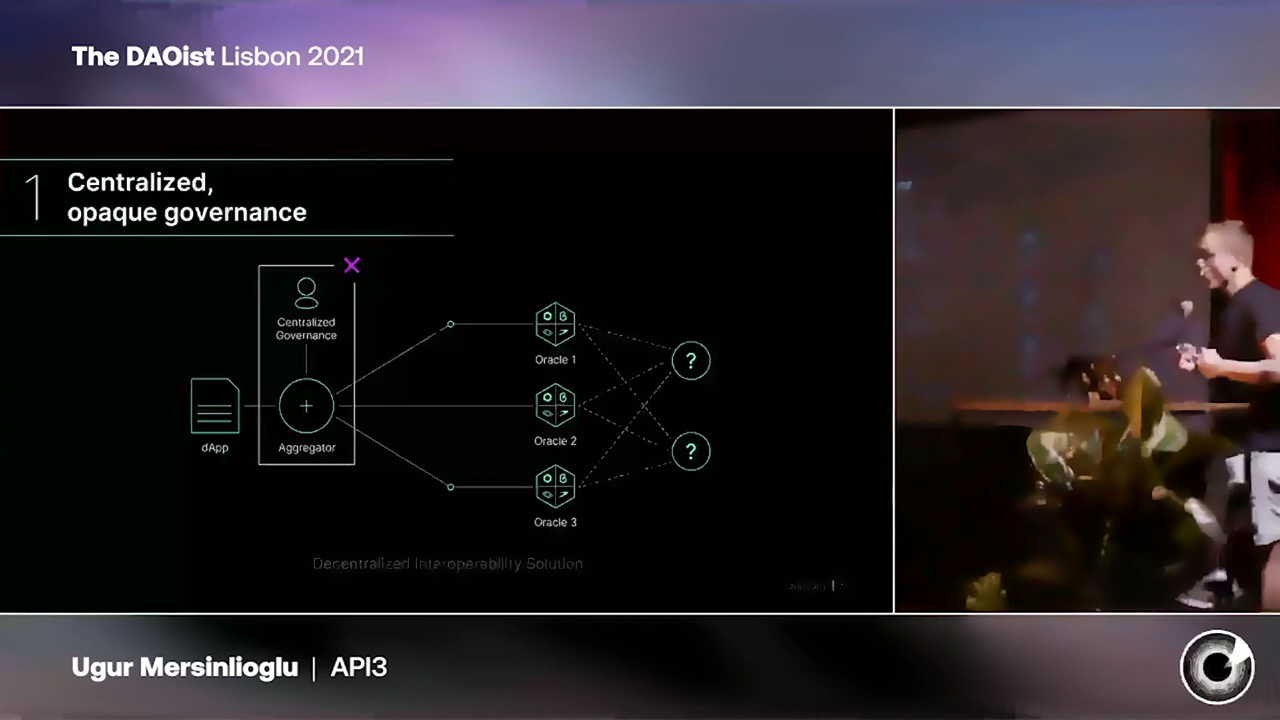 The DAOist Lisbon 2021
1
Centralized,
opaque governance
Centralized
Governance
dApp
Aggregator
Oracle 1
Oracle 2
Oracle 3
?
?
Decentralized Interoperability Solution
Ugur Mersinlioglu | API3